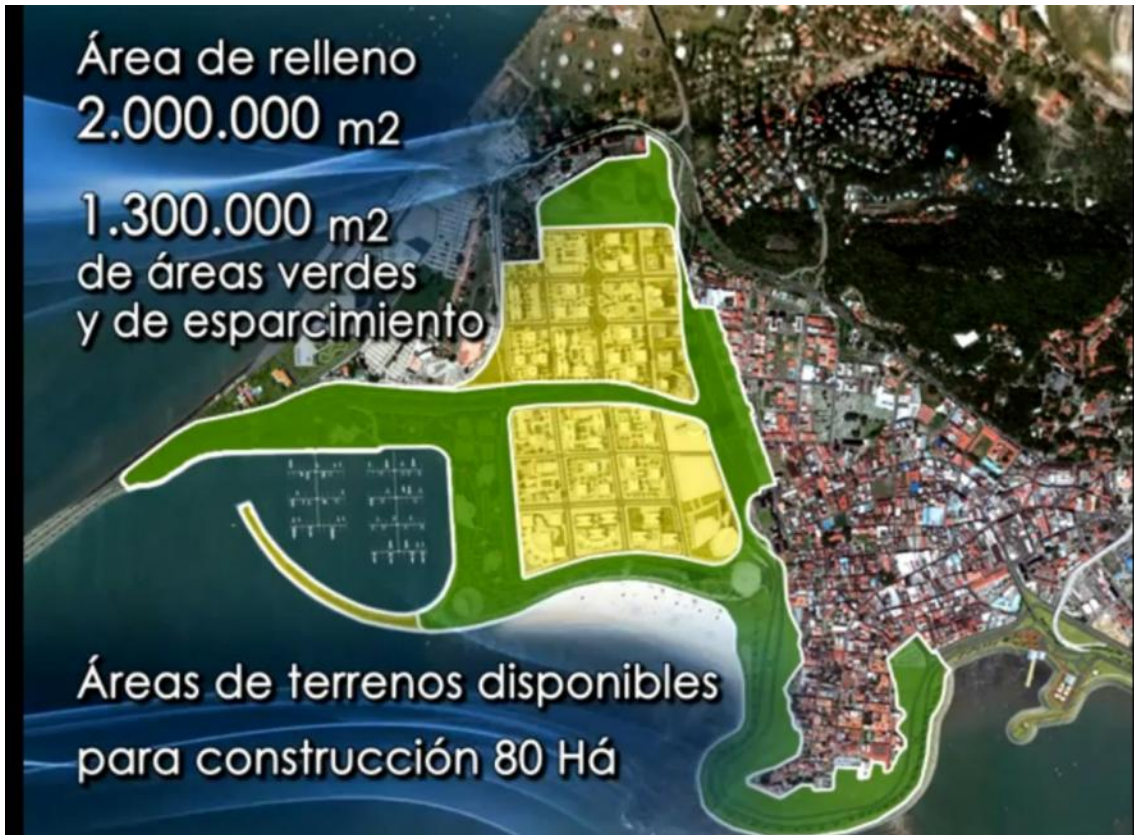 Área de relleno
2.000.000 m2
1.300.000 m2
de áreas verdes
y de esparcimiento
Áreas de terrenos disponibles
para construcción 80 Há